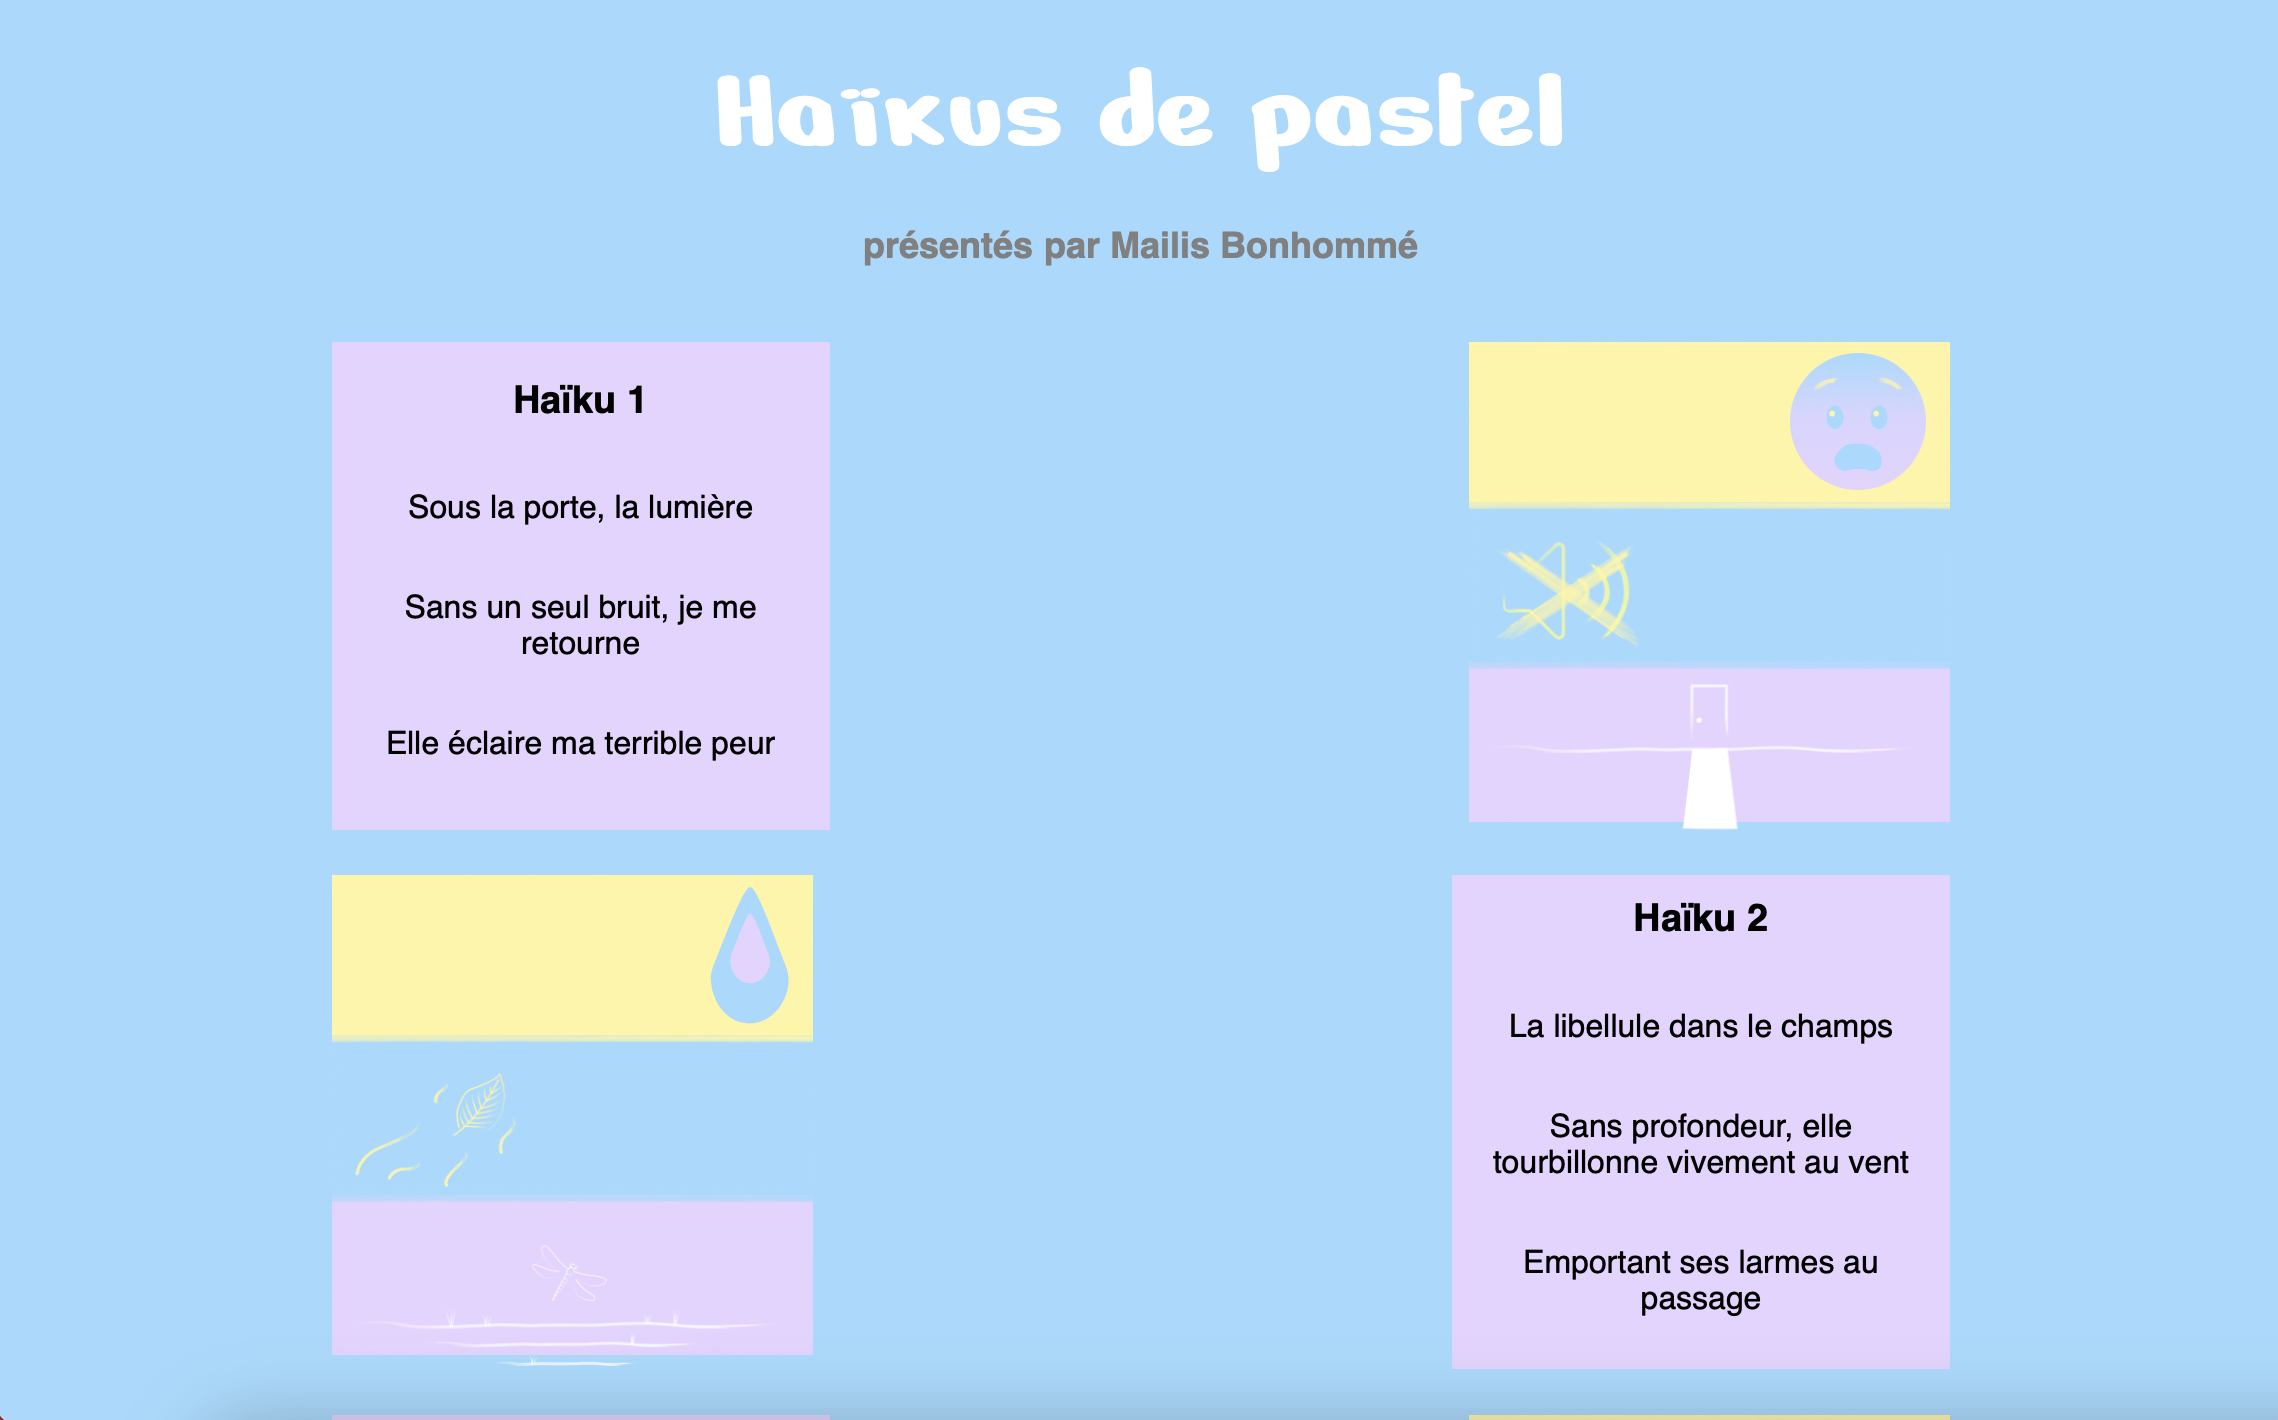 Haïkus de pastel
présentés par Mailis Bonhommé
Haïku 1
Sous la porte, la lumière
Sans un seul bruit, je me
retourne
Elle éclaire ma terrible peur
Haïku 2
La libellule dans le champs
Sans profondeur, elle
tourbillonne vivement au vent
Emportant ses larmes au
passage